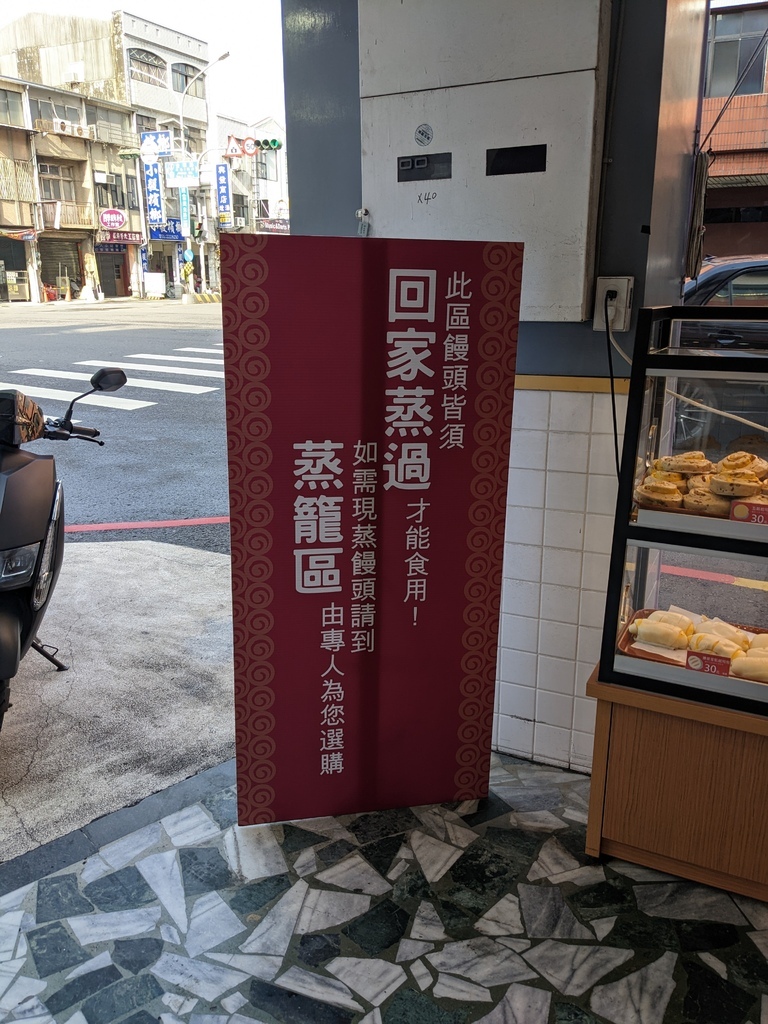 此區饅頭皆須
回家蒸過才能食用！
如需現蒸饅頭請到
蒸籠區由專人為您選購
x40
30
30